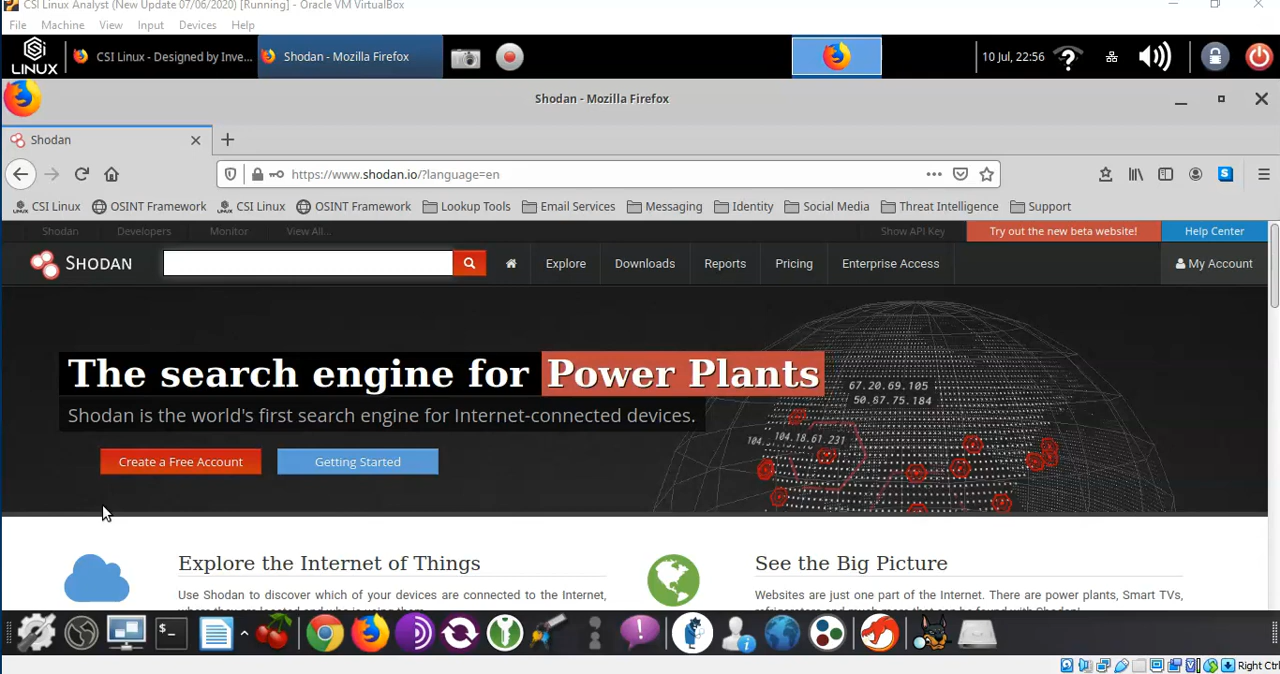 CSI Linux Analyst (New Update 07/06/2020) [Running] - Oracle VM VirtualBox
File Machine View Input Devices Help
CSI LINUX CSI Linux - Designed by Inve... Shodan - Mozilla Firefox 10 Jul, 22:56
Shodan - Mozilla Firefox
Shodan
https://www.shodan.io/?language=en
CSI Linux OSINT Framework CSI Linux OSINT Framework Lookup Tools Email Services Messaging Identity Social Media Threat Intelligence Support
Shodan Developers Monitor View All... Show API Key Try out the new beta website! Help Center
SHODAN Explore Downloads Reports Pricing Enterprise Access My Account
The search engine for Power Plants
67.20.69.105
50.87.75.184
Shodan is the world's first search engine for Internet-connected devices.
104. 104.18.61.231
Create a Free Account Getting Started
Explore the Internet of Things See the Big Picture
Use Shodan to discover which of your devices are connected to the Internet, Websites are just one part of the Internet. There are power plants, Smart TVs,
Right Ctrl